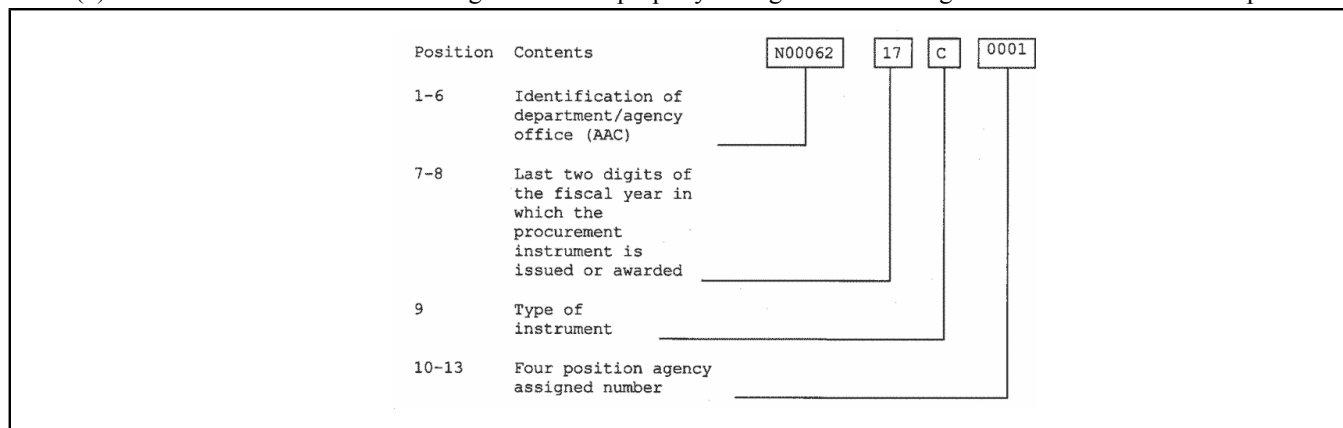 Position Contents N00062 17 C 0001
1-6 Identification of
department/agency
office (AAC)
7-8 Last two digits of
the fiscal year in
which the
procurement
instrument is
issued or awarded
9 Type of
instrument
10-13 Four position agency
assigned number